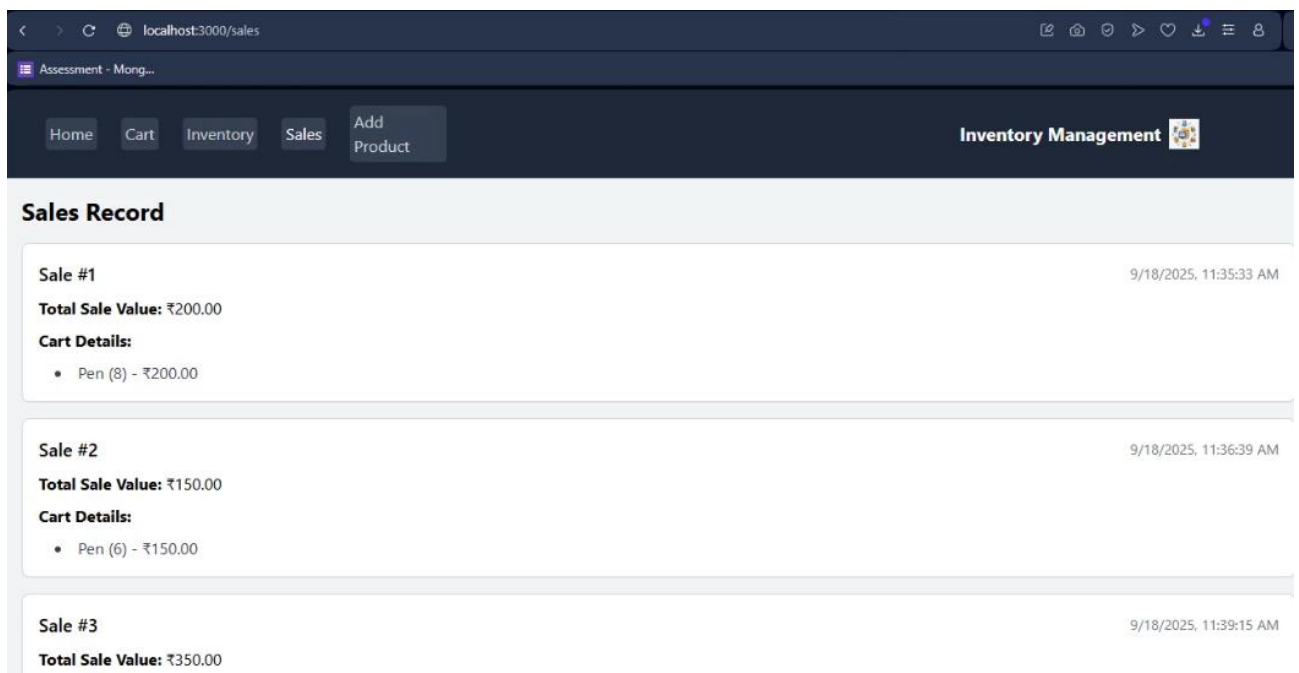 localhost:3000/sales
Assessment - Mong...
Home Cart Inventory Sales Add Product Inventory Management
Sales Record
Sale #1 9/18/2025, 11:35:33 AM
Total Sale Value: ₹200.00
Cart Details:
• Pen (8) - ₹200.00
Sale #2 9/18/2025, 11:36:39 AM
Total Sale Value: ₹150.00
Cart Details:
• Pen (6) - ₹150.00
Sale #3 9/18/2025, 11:39:15 AM
Total Sale Value: ₹350.00